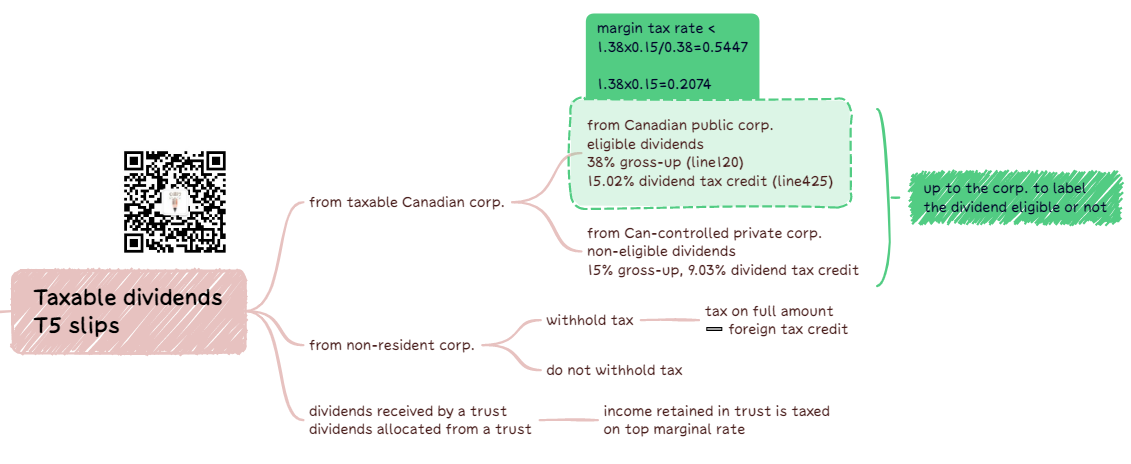 margin tax rate <
1.38x0.15/0.38=0.5447
1.38x0.15=0.2074
from Canadian public corp.
eligible dividends
38% gross-up (line120)
15.02% dividend tax credit (line425)
up to the corp. to label
the dividend eligible or not
from taxable Canadian corp.
from Can-controlled private corp.
non-eligible dividends
15% gross-up, 9.03% dividend tax credit
Taxable dividends
T5 slips
from non-resident corp.
withhold tax
tax on full amount
foreign tax credit
do not withhold tax
dividends received by a trust
dividends allocated from a trust
income retained in trust is taxed
on top marginal rate